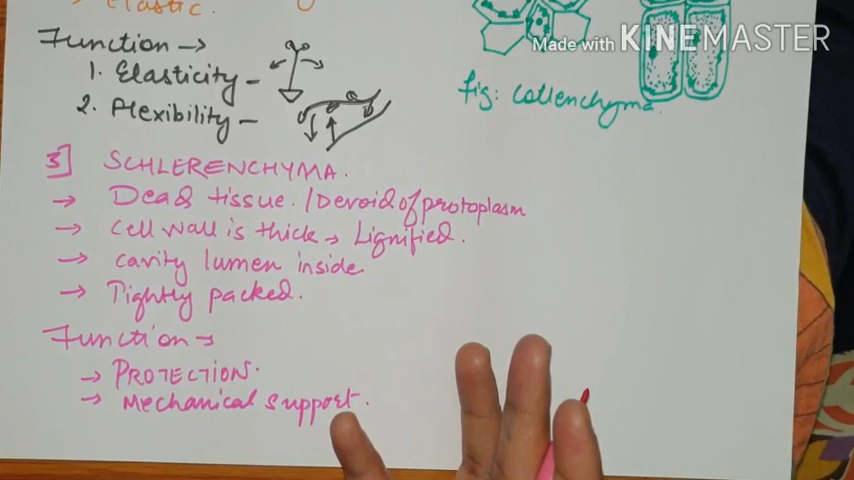 Elastic.
Made with KINEMASTER
Function →
1. Elasticity -
2. Flexibility -
fig: Collenchyma.
3] SCHLERENCHYMA.
→ Dead tissue. / Devoid of protoplasm
→ Cell wall is thick → Lignified.
→ cavity lumen inside
→ Tightly packed.
Function →
→ PROTECTION.
→ Mechanical support.